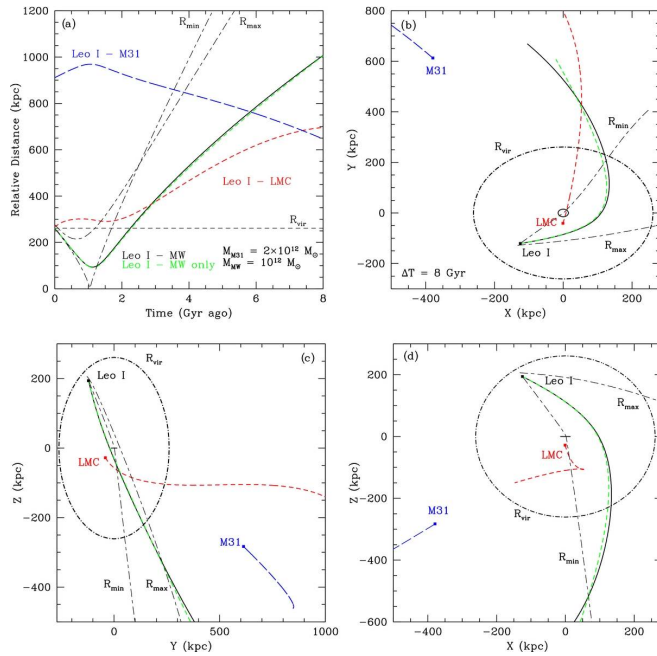 (a)
R_min
R_max
Leo I - M31
Leo I - LMC
R_vir
Leo I - MW
Leo I - MW only
M_M31 = 2×10^12 M_⊙
M_MW = 10^12 M_⊙
1200
1000
800
600
400
200
0
0 2 4 6 8
Relative Distance (kpc)
Time (Gyr ago)
(b)
M31
R_min
R_vir
LMC
Leo I
R_max
ΔT = 8 Gyr
800
600
400
200
0
-200
-400 -200 0 200
Y (kpc)
X (kpc)
(c)
R_vir
Leo I
LMC
M31
R_min
R_max
200
0
-200
-400
0 500 1000
Z (kpc)
Y (kpc)
(d)
Leo I
R_max
LMC
M31
R_vir
R_min
200
0
-200
-400
-600
-400 -200 0 200
Z (kpc)
X (kpc)